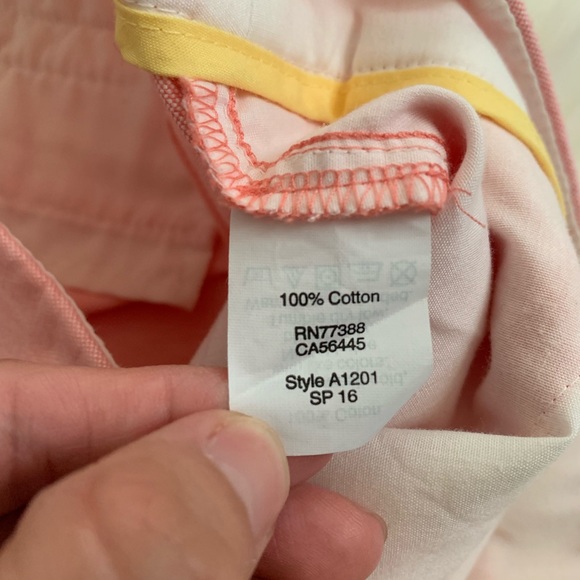 100% Cotton
RN77388
CA56445
Style A1201
SP 16